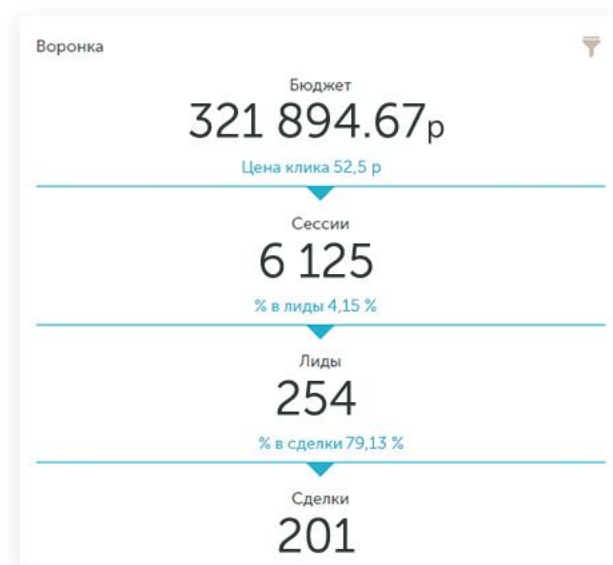 Воронка
Бюджет
321 894.67р
Цена клика 52,5 р
Сессии
6 125
% в лиды 4,15 %
Лиды
254
% в сделки 79,13 %
Сделки
201